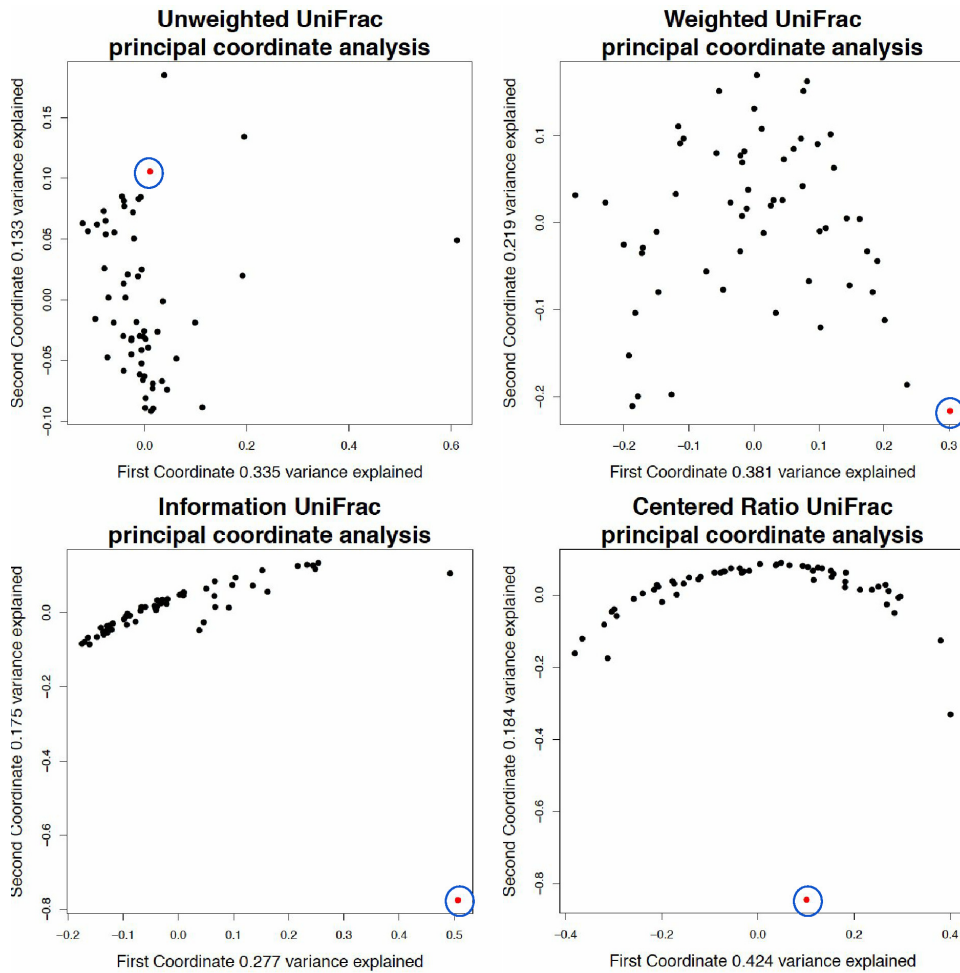 Unweighted UniFrac
principal coordinate analysis
Second Coordinate 0.133 variance explained
0.15
0.10
0.05
0.00
−0.05
−0.10
0.0
0.2
0.4
0.6
First Coordinate 0.335 variance explained
Weighted UniFrac
principal coordinate analysis
Second Coordinate 0.219 variance explained
0.1
0.0
−0.1
−0.2
−0.2
−0.1
0.0
0.1
0.2
0.3
First Coordinate 0.381 variance explained
Information UniFrac
principal coordinate analysis
Second Coordinate 0.175 variance explained
0.0
−0.2
−0.4
−0.6
−0.8
−0.2
−0.1
0.0
0.1
0.2
0.3
0.4
0.5
First Coordinate 0.277 variance explained
Centered Ratio UniFrac
principal coordinate analysis
Second Coordinate 0.184 variance explained
0.0
−0.2
−0.4
−0.6
−0.8
−0.4
−0.2
0.0
0.2
0.4
First Coordinate 0.424 variance explained